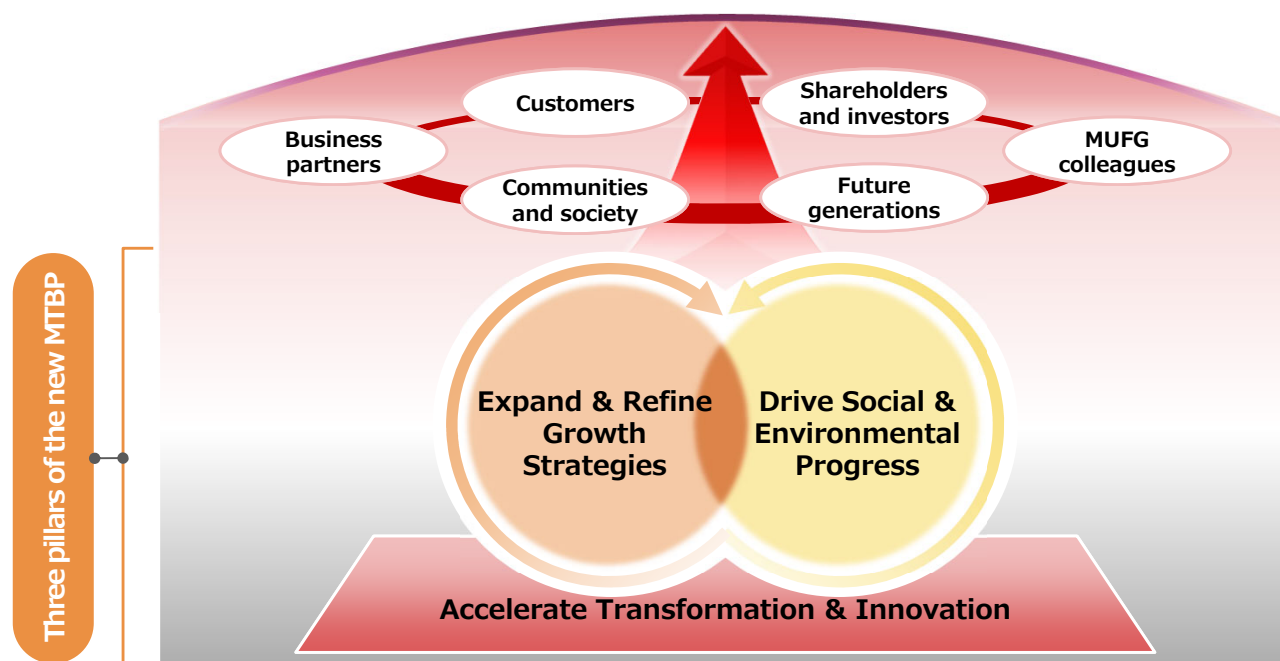 Customers
Shareholders
and investors
Business
partners
MUFG
colleagues
Communities
and society
Future
generations
Three pillars of the new MTBP
Expand & Refine
Growth
Strategies
Drive Social &
Environmental
Progress
Accelerate Transformation & Innovation